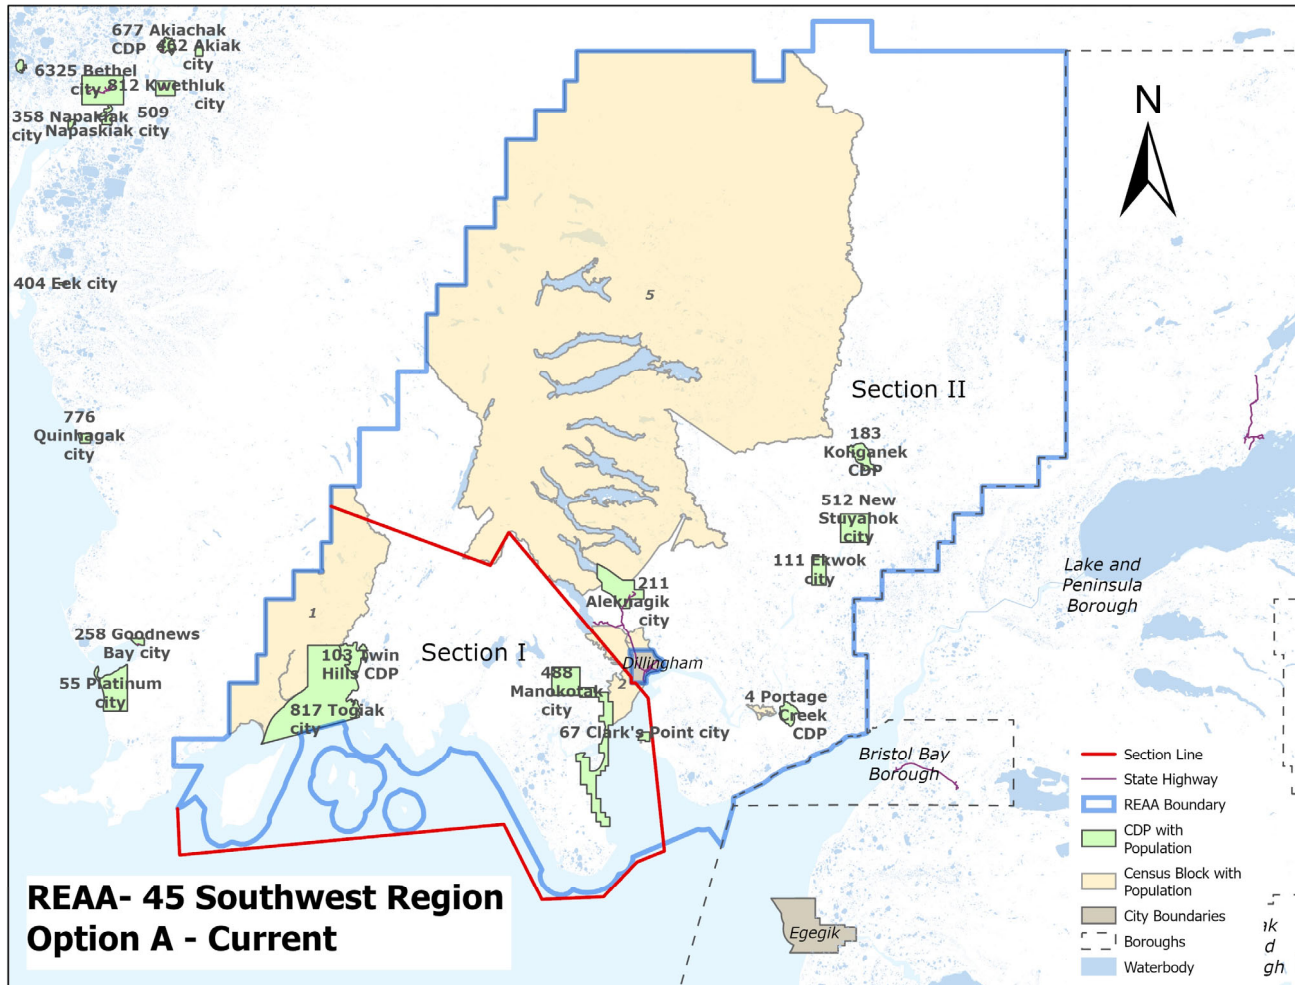 677 Akiachak
CDP
462 Akiak
city
6325 Bethel
city
812 Kwethluk
city
358 Napakiak
city
509
Napaskiak city
404 Eek city
776
Quinhagak
city
258 Goodnews
Bay city
55 Platinum
city
N
5
Section II
183
Koliganek
CDP
512 New
Stuyahok
city
111 Ekwok
city
211
Aleknagik
city
Lake and
Peninsula
Borough
1
Section I
103 Twin
Hills CDP
817 Togiak
city
488
Manokotak
city
2
Dillingham
67 Clark's Point city
4 Portage
Creek
CDP
Bristol Bay
Borough
Egegik
Section Line
State Highway
REAA Boundary
CDP with
Population
Census Block with
Population
City Boundaries
Boroughs
Waterbody
d
gh
REAA- 45 Southwest Region
Option A - Current